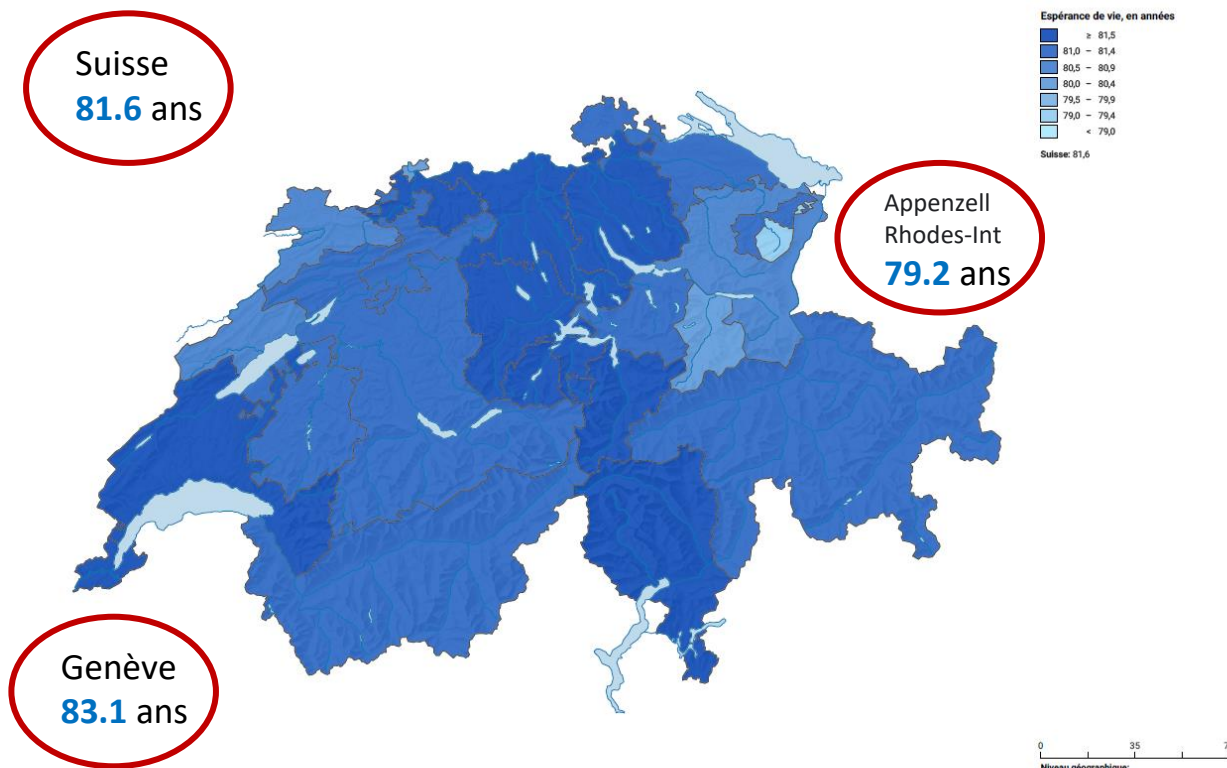 Suisse
81.6 ans
Espérance de vie, en années
≥ 81,5
81,0 – 81,4
80,5 – 80,9
80,0 – 80,4
79,5 – 79,9
79,0 – 79,4
< 79,0
Suisse: 81,6
Appenzell
Rhodes-Int
79.2 ans
Genève
83.1 ans
0 35
Niveau géographique: